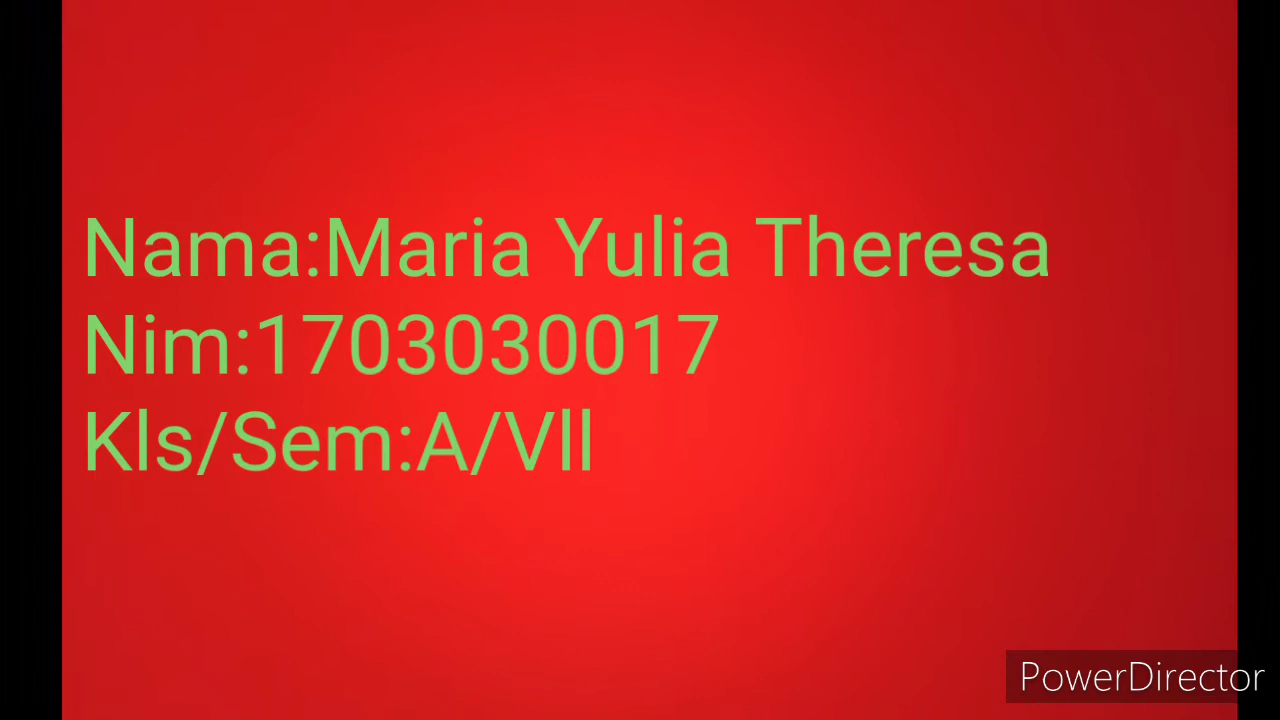 Nama:Maria Yulia Theresa
Nim:1703030017
Kls/Sem:A/Vll
PowerDirector